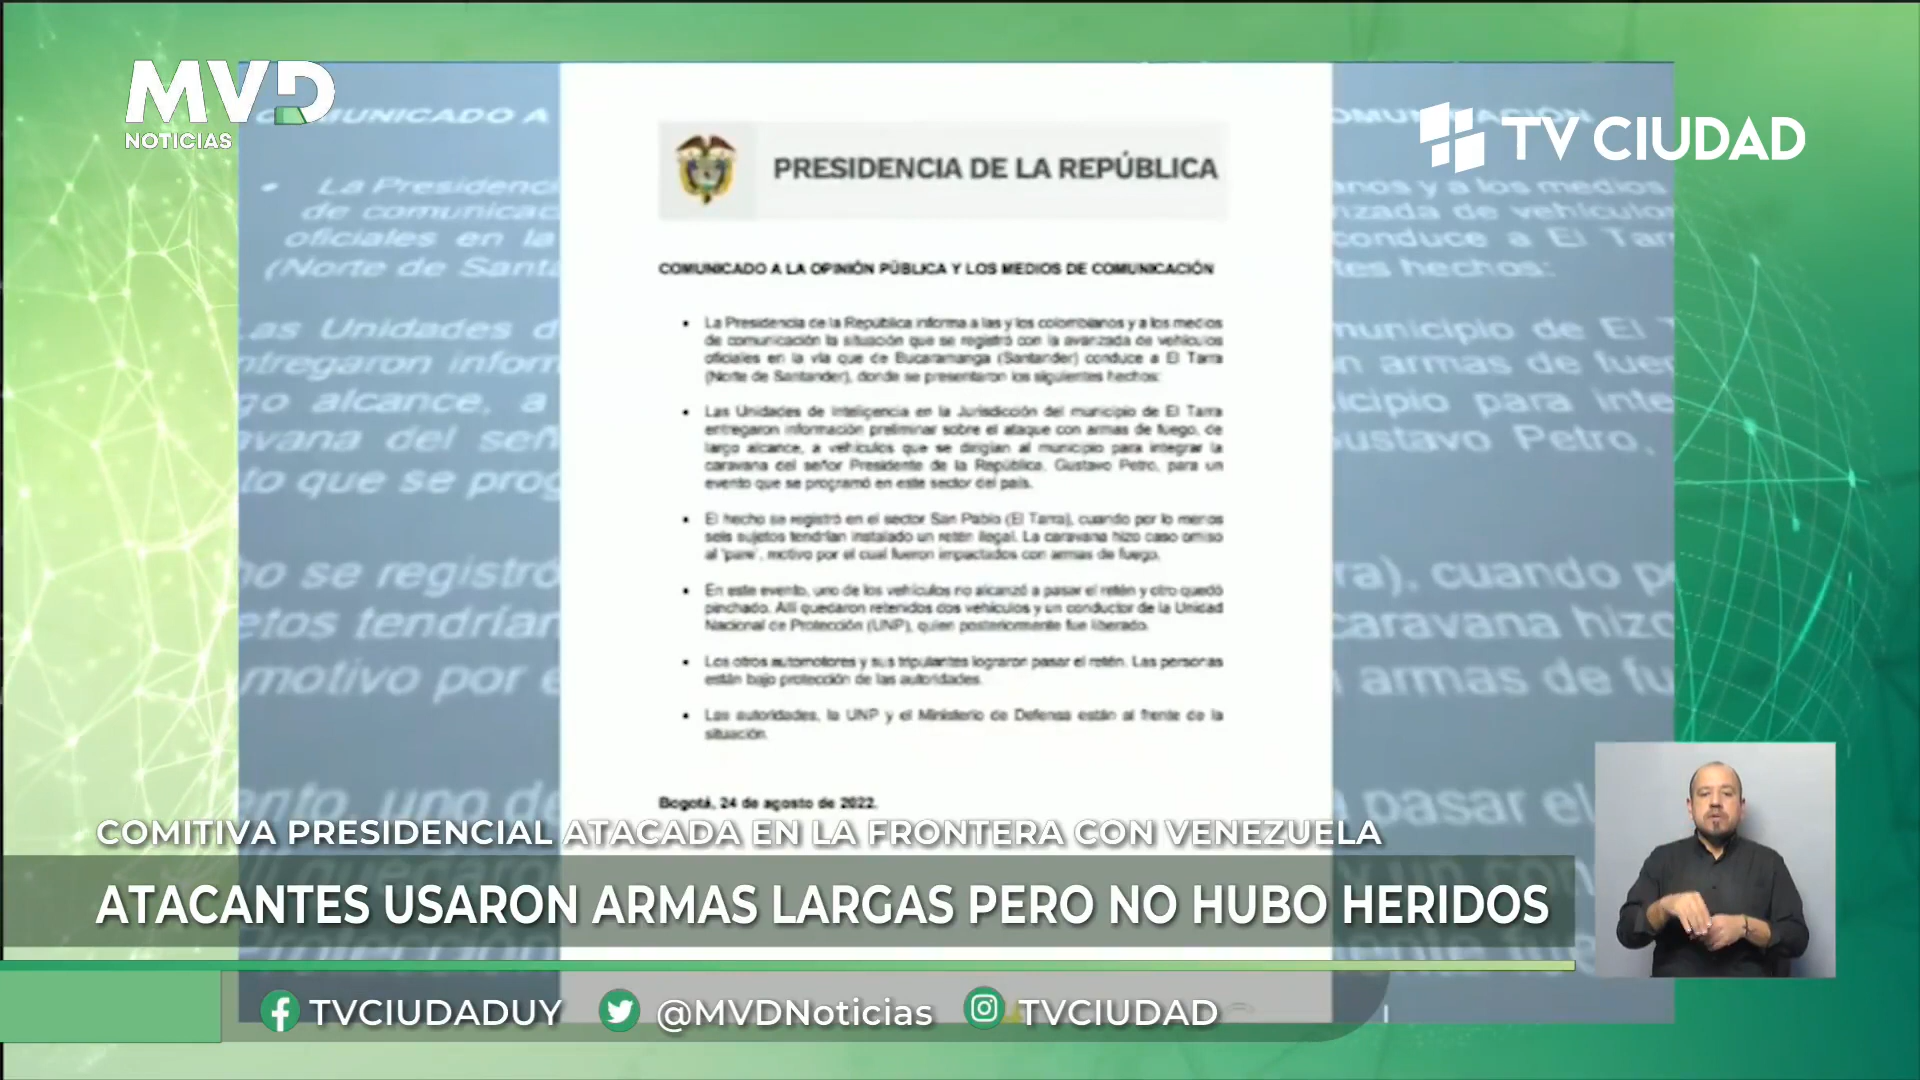 MVD
NOTICIAS
TV CIUDAD
PRESIDENCIA DE LA REPÚBLICA
COMUNICADO A LA OPINIÓN PÚBLICA Y LOS MEDIOS DE COMUNICACIÓN
• La Presidencia de la República informa a las y los colombianos y a los medios
de comunicación la situación que se registró con la avanzada de vehículos
oficiales en la vía que de Bucaramanga (Santander) conduce a El Tarra
(Norte de Santander), donde se presentaron los siguientes hechos:
• Las Unidades de Inteligencia en la Jurisdicción del municipio de El Tarra
entregaron información preliminar sobre el ataque con armas de fuego, de
largo alcance, a vehículos que se dirigían al municipio para integrar la
caravana del señor Presidente de la República, Gustavo Petro, para un
evento que se programó en este sector del país.
• El hecho se registró en el sector San Pablo (El Tarra), cuando por lo menos
seis sujetos tendrían instalado un retén ilegal. La caravana hizo caso omiso
al 'pare', motivo por el cual fueron impactados con armas de fuego.
• En este evento, uno de los vehículos no alcanzó a pasar el retén y otro quedó
pinchado. Allí quedaron retenidos dos vehículos y un conductor de la Unidad
Nacional de Protección (UNP), quien posteriormente fue liberado.
• Los otros automotores y sus tripulantes lograron pasar el retén. Las personas
están bajo protección de las autoridades.
• Las autoridades, la UNP y el Ministerio de Defensa están al frente de la
situación.
Bogotá, 24 de agosto de 2022.
COMITIVA PRESIDENCIAL ATACADA EN LA FRONTERA CON VENEZUELA
ATACANTES USARON ARMAS LARGAS PERO NO HUBO HERIDOS
TVCIUDADUY @MVDNoticias TVCIUDAD